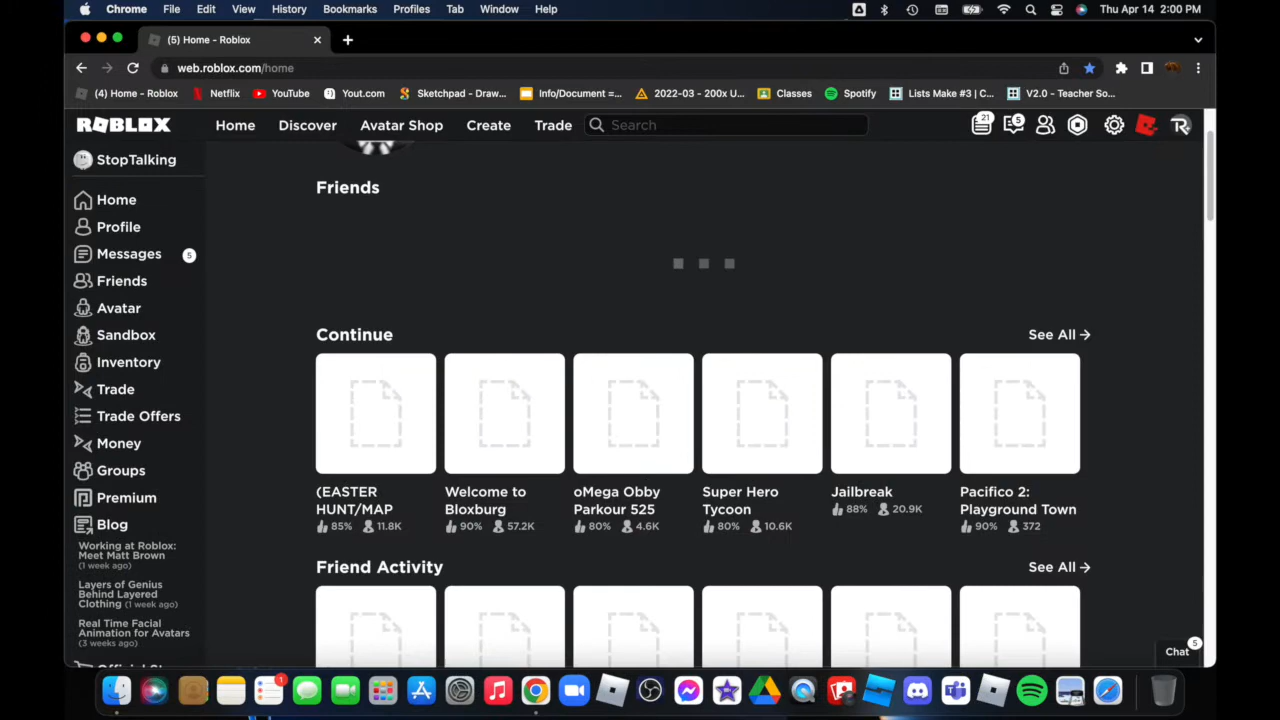 Chrome File Edit View History Bookmarks Profiles Tab Window Help Thu Apr 14 2:00 PM
(5) Home - Roblox
web.roblox.com/home
(4) Home - Roblox Netflix YouTube Yout.com Sketchpad - Draw... Info/Document =... 2022-03 - 200x U... Classes Spotify Lists Make #3 | C... V2.0 - Teacher So...
ROBLOX Home Discover Avatar Shop Create Trade Search 21 5
StopTalking
Home
Profile
Messages 5
Friends
Avatar
Sandbox
Inventory
Trade
Trade Offers
Money
Groups
Premium
Blog
Working at Roblox:
Meet Matt Brown
(1 week ago)
Layers of Genius
Behind Layered
Clothing (1 week ago)
Real Time Facial
Animation for Avatars
(3 weeks ago)
Friends
Continue See All →
(EASTER
HUNT/MAP
85% 11.8K
Welcome to
Bloxburg
90% 57.2K
oMega Obby
Parkour 525
80% 4.6K
Super Hero
Tycoon
80% 10.6K
Jailbreak
88% 20.9K
Pacifico 2:
Playground Town
90% 372
Friend Activity See All →
Chat 5
1